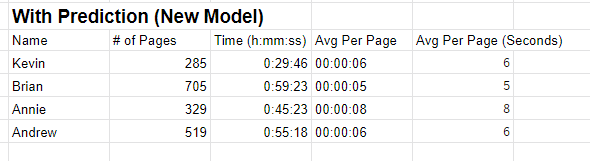 With Prediction (New Model)
Name # of Pages Time (h:mm:ss) Avg Per Page Avg Per Page (Seconds)
Kevin 285 0:29:46 00:00:06 6
Brian 705 0:59:23 00:00:05 5
Annie 329 0:45:23 00:00:08 8
Andrew 519 0:55:18 00:00:06 6